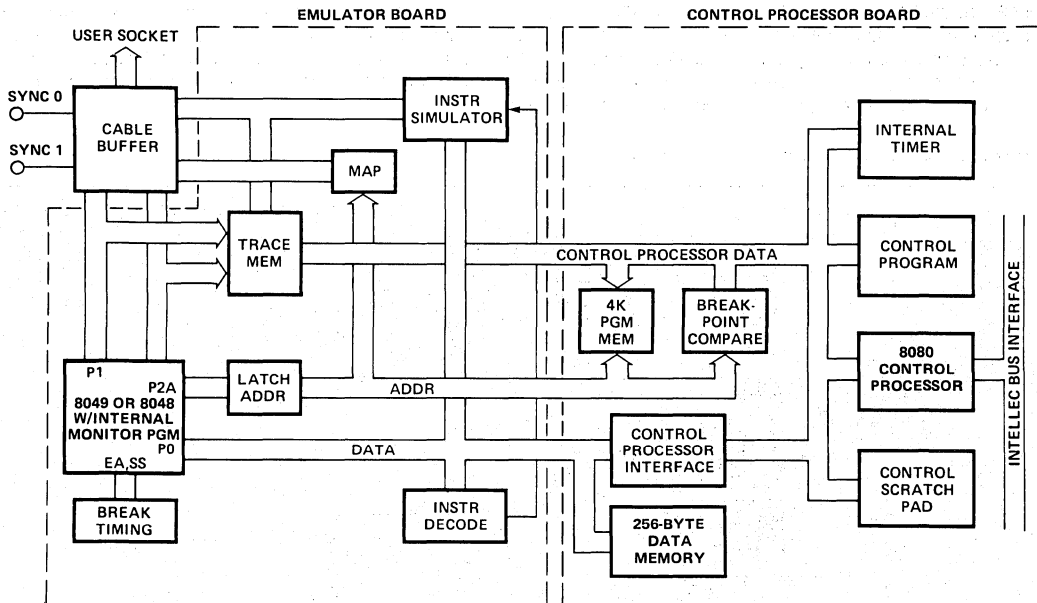 EMULATOR BOARD
CONTROL PROCESSOR BOARD
USER SOCKET
SYNC 0
SYNC 1
CABLE
BUFFER
INSTR
SIMULATOR
MAP
TRACE
MEM
INTERNAL
TIMER
CONTROL
PROGRAM
CONTROL PROCESSOR DATA
4K
PGM
MEM
BREAK-
POINT
COMPARE
8080
CONTROL
PROCESSOR
INTELLEC BUS INTERFACE
P1
P2A
8049 OR 8048
W/INTERNAL
MONITOR PGM
P0
EA,SS
LATCH
ADDR
ADDR
DATA
CONTROL
PROCESSOR
INTERFACE
CONTROL
SCRATCH
PAD
BREAK
TIMING
INSTR
DECODE
256-BYTE
DATA
MEMORY